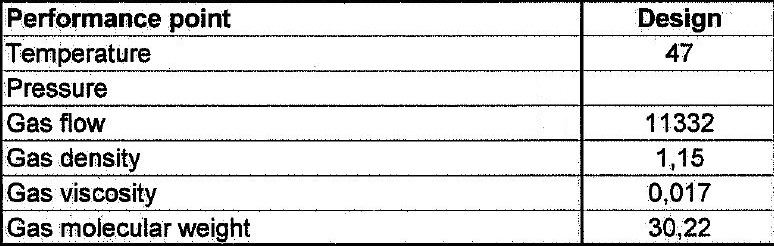 Performance point Design
Temperature 47
Pressure
Gas flow 11332
Gas density 1,15
Gas viscosity 0,017
Gas molecular weight 30,22